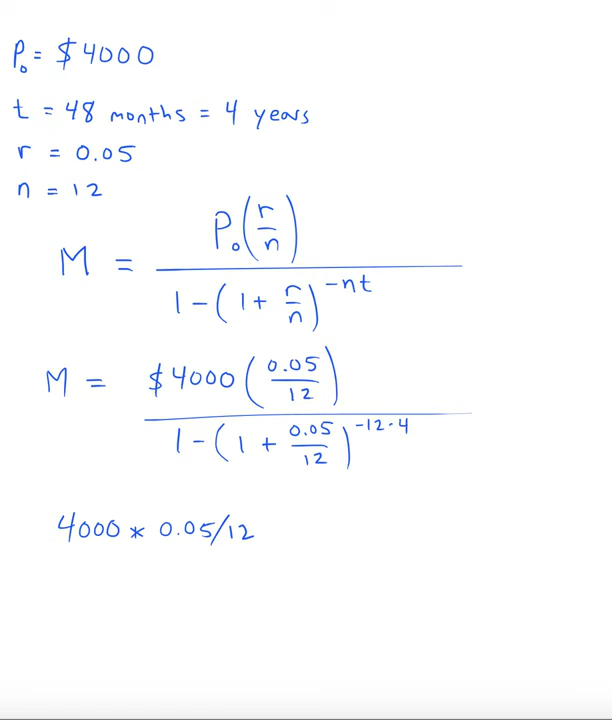 P₀ = $4000
t = 48 months = 4 years
r = 0.05
n = 12
M = P₀(r/n) / 1 - (1 + r/n)^-nt
M = $4000(0.05/12) / 1 - (1 + 0.05/12)^-12·4
4000 * 0.05/12